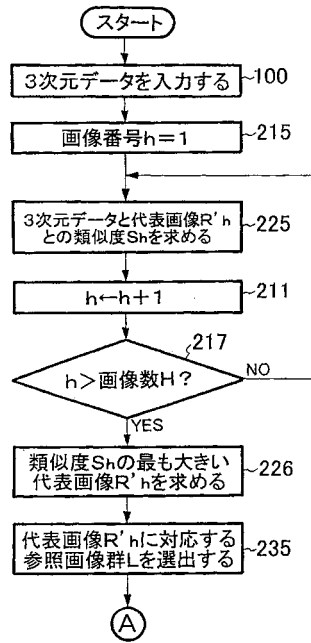 スタート
3次元データを入力する
100
画像番号h=1
215
3次元データと代表画像R'h
との類似度Shを求める
225
h←h+1
211
217
h>画像数H?
NO
YES
類似度Shの最も大きい
代表画像R'hを求める
226
代表画像R'hに対応する
参照画像群Lを選出する
235
A